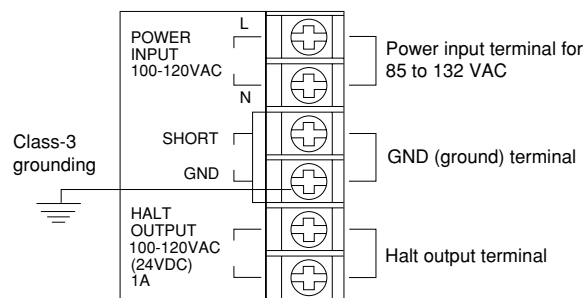 L
POWER
INPUT
100-120VAC
N
Power input terminal for
85 to 132 VAC
Class-3
grounding
SHORT
GND
GND (ground) terminal
HALT
OUTPUT
100-120VAC
(24VDC)
1A
Halt output terminal